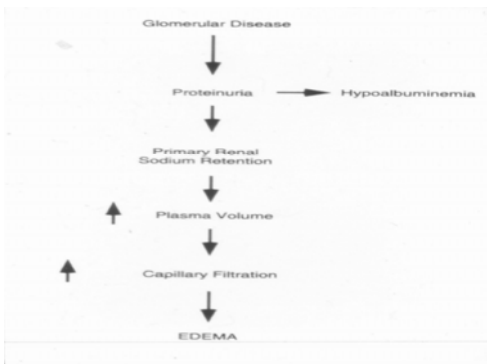 Glomerular Disease
Proteinuria
Hypoalbuminemia
Primary Renal
Sodium Retention
Plasma Volume
Capillary Filtration
EDEMA